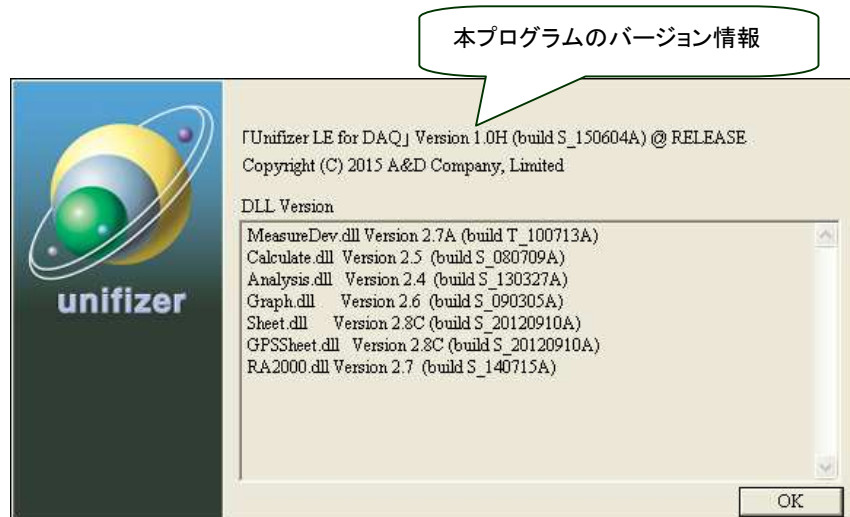 本プログラムのバージョン情報
「Unifizer LE for DAQ」 Version 1.0H (build S_150604A) @ RELEASE
Copyright (C) 2015 A&D Company, Limited
DLL Version
MeasureDev.dll Version 2.7A (build T_100713A)
Calculate.dll Version 2.5 (build S_080709A)
Analysis.dll Version 2.4 (build S_130327A)
Graph.dll Version 2.6 (build S_090305A)
Sheet.dll Version 2.8C (build S_20120910A)
GPSSheet.dll Version 2.8C (build S_20120910A)
RA2000.dll Version 2.7 (build S_140715A)
unifizer
OK